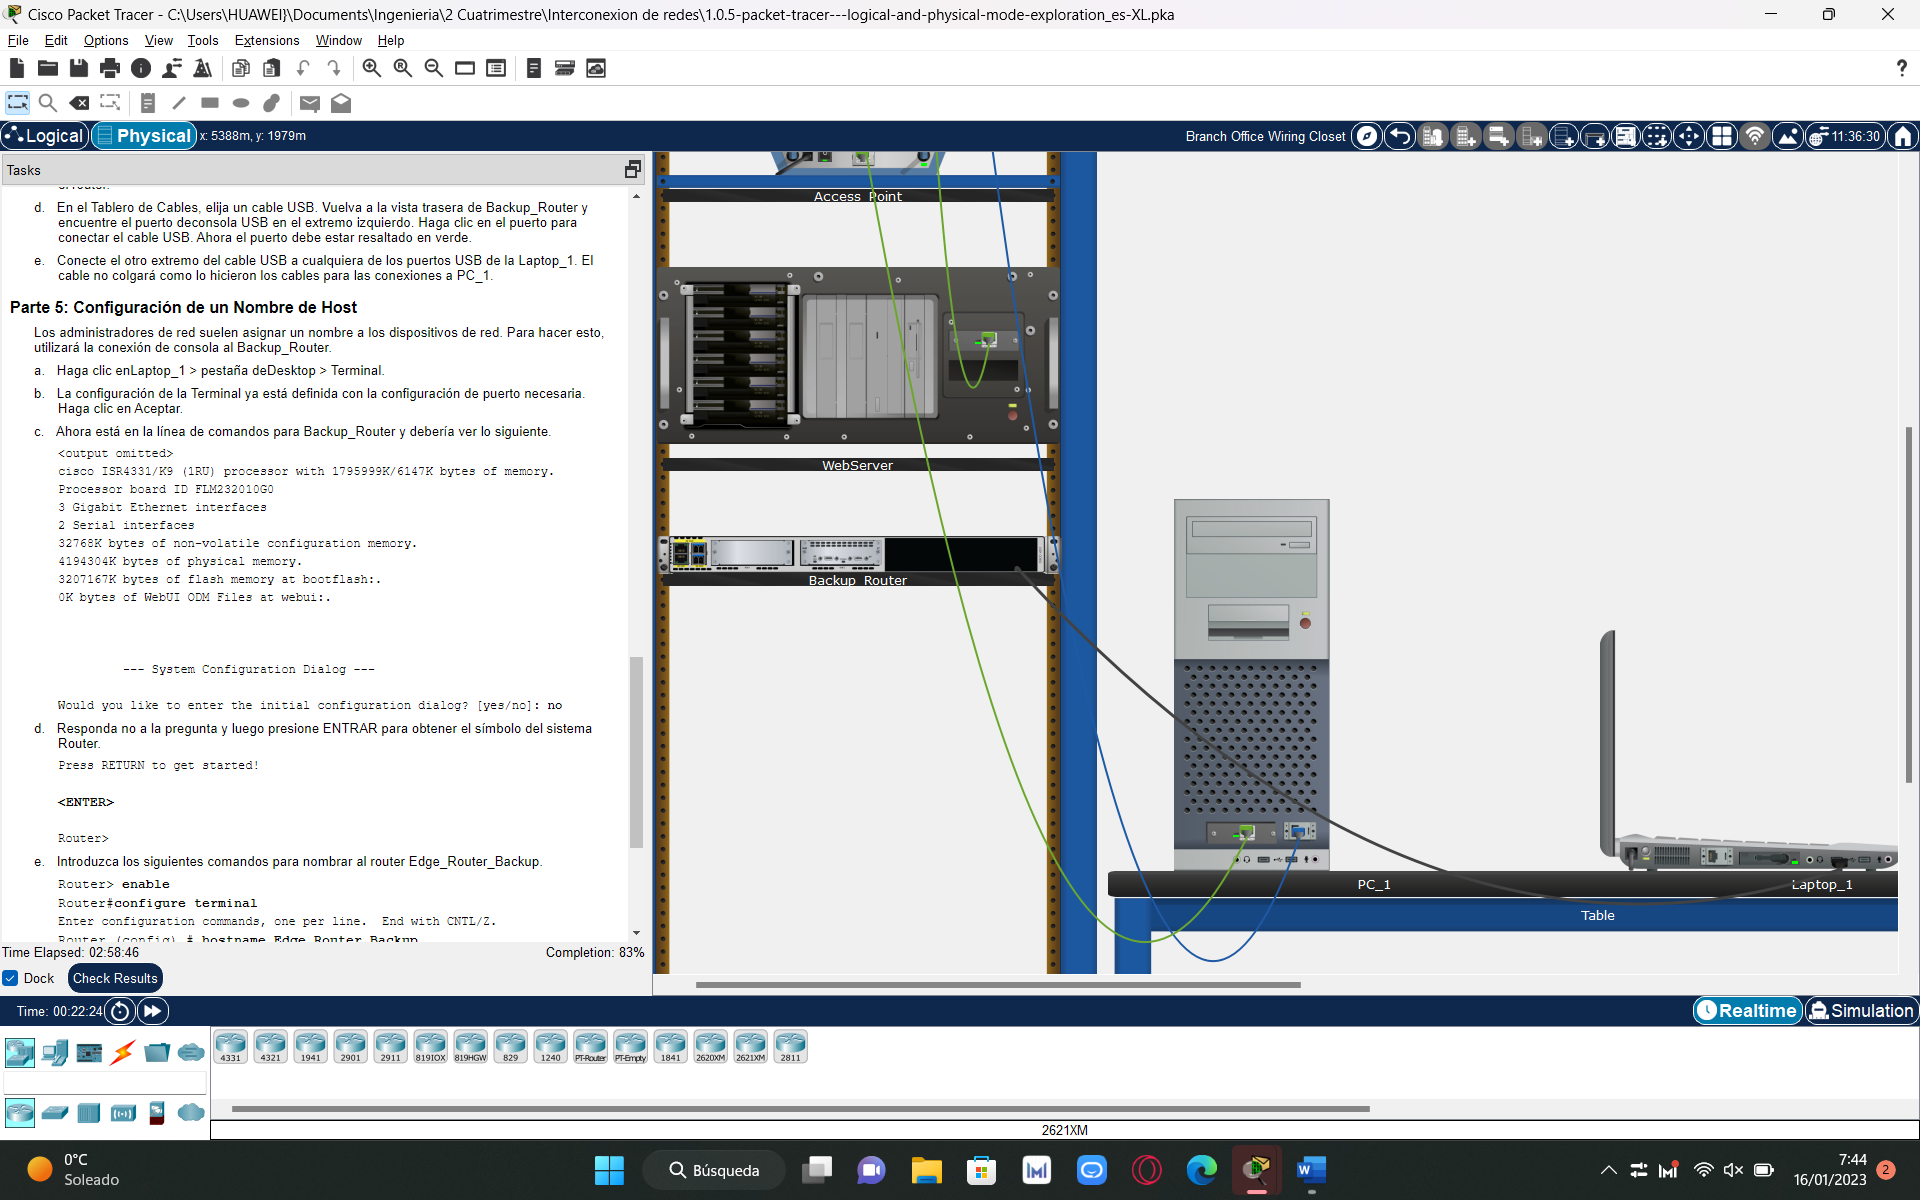 Cisco Packet Tracer - C:\Users\HUAWEI}\Documents\Ingenieria\2 Cuatrimestre\Interconexion de redes\1.0.5-packet-tracer---logical-and-physical-mode-exploration_es-XL.pka
File Edit Options View Tools Extensions Window Help
Logical Physical x: 5388m, y: 1979m
Branch Office Wiring Closet
11:36:30
Tasks
d. En el Tablero de Cables, elija un cable USB. Vuelva a la vista trasera de Backup_Router y
encuentre el puerto deconsola USB en el extremo izquierdo. Haga clic en el puerto para
conectar el cable USB. Ahora el puerto debe estar resaltado en verde.
e. Conecte el otro extremo del cable USB a cualquiera de los puertos USB de la Laptop_1. El
cable no colgará como lo hicieron los cables para las conexiones a PC_1.
Parte 5: Configuración de un Nombre de Host
Los administradores de red suelen asignar un nombre a los dispositivos de red. Para hacer esto,
utilizará la conexión de consola al Backup_Router.
a. Haga clic enLaptop_1 > pestaña deDesktop > Terminal.
b. La configuración de la Terminal ya está definida con la configuración de puerto necesaria.
Haga clic en Aceptar.
c. Ahora está en la línea de comandos para Backup_Router y debería ver lo siguiente.
<output omitted>
cisco ISR4331/K9 (1RU) processor with 1795999K/6147K bytes of memory.
Processor board ID FLM232010G0
3 Gigabit Ethernet interfaces
2 Serial interfaces
32768K bytes of non-volatile configuration memory.
4194304K bytes of physical memory.
3207167K bytes of flash memory at bootflash:.
0K bytes of WebUI ODM Files at webui:.
--- System Configuration Dialog ---
Would you like to enter the initial configuration dialog? [yes/no]: no
d. Responda no a la pregunta y luego presione ENTRAR para obtener el símbolo del sistema
Router.
Press RETURN to get started!
<ENTER>
Router>
e. Introduzca los siguientes comandos para nombrar al router Edge_Router_Backup.
Router> enable
Router#configure terminal
Enter configuration commands, one per line. End with CNTL/Z.
Router (config) # hostname Edge_Router_Backup
Time Elapsed: 02:58:46
Completion: 83%
Dock
Check Results
Access Point
WebServer
Backup Router
PC_1
Laptop_1
Table
Time: 00:22:24
Realtime
Simulation
4331 4321 1941 2901 2911 819IOX 819HGW 829 1240 PT-Router PT-Empty 1841 2620XM 2621XM 2811
2621XM
0°C
Soleado
Búsqueda
7:44
16/01/2023
2